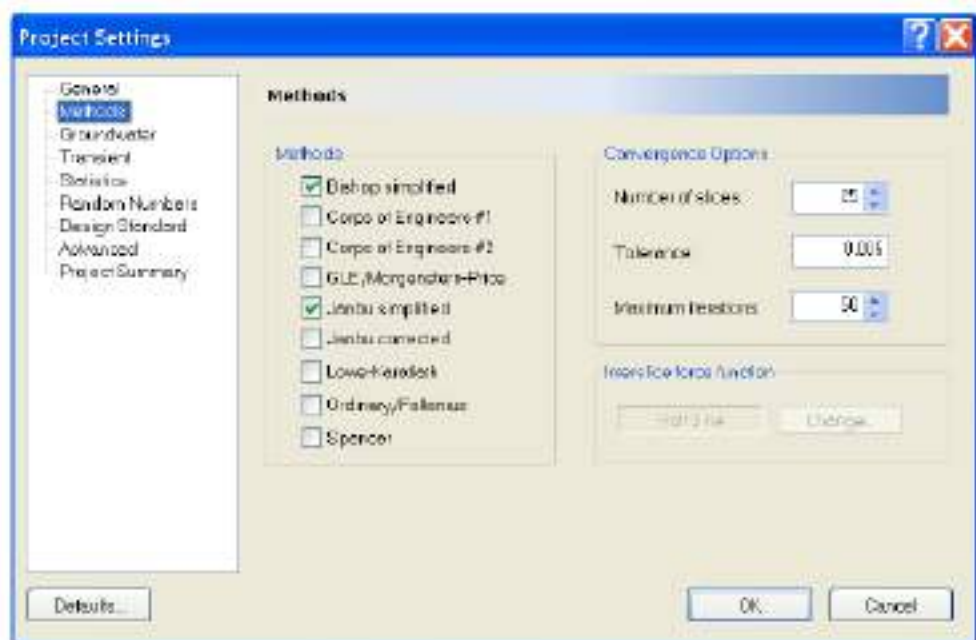 Project Settings
General
Methods
Groundwater
Transient
Statistics
Random Numbers
Design Standard
Advanced
Project Summary
Methods
Methods
Bishop simplified
Corps of Engineers #1
Corps of Engineers #2
GLE/Morgenstern-Price
Janbu simplified
Janbu corrected
Lowe-Karafiath
Ordinary/Fellenius
Spencer
Convergence Options
Number of slices
25
Tolerance
0.005
Maximum iterations
50
Interslice force function
Half Sine
Change...
Defaults...
OK
Cancel